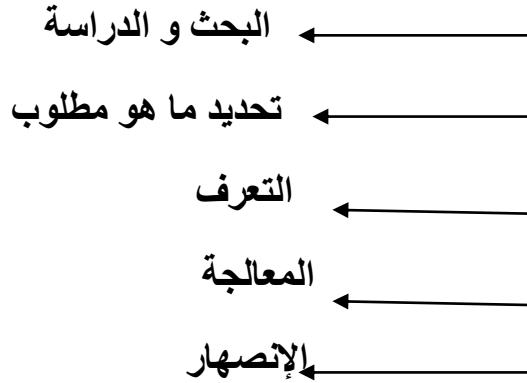 البحث و الدراسة
تحديد ما هو مطلوب
التعرف
المعالجة
الإنصهار